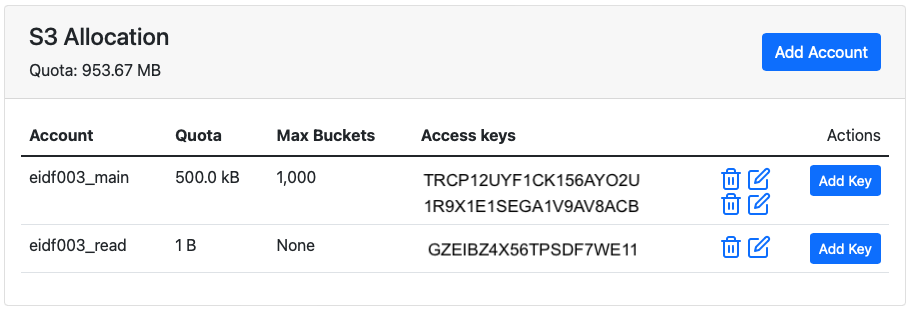 S3 Allocation
Quota: 953.67 MB
Add Account
Account Quota Max Buckets Access keys Actions
eidf003_main 500.0 kB 1,000 TRCP12UYF1CK156AYO2U Add Key
1R9X1E1SEGA1V9AV8ACB
eidf003_read 1 B None GZEIBZ4X56TPSDF7WE11 Add Key